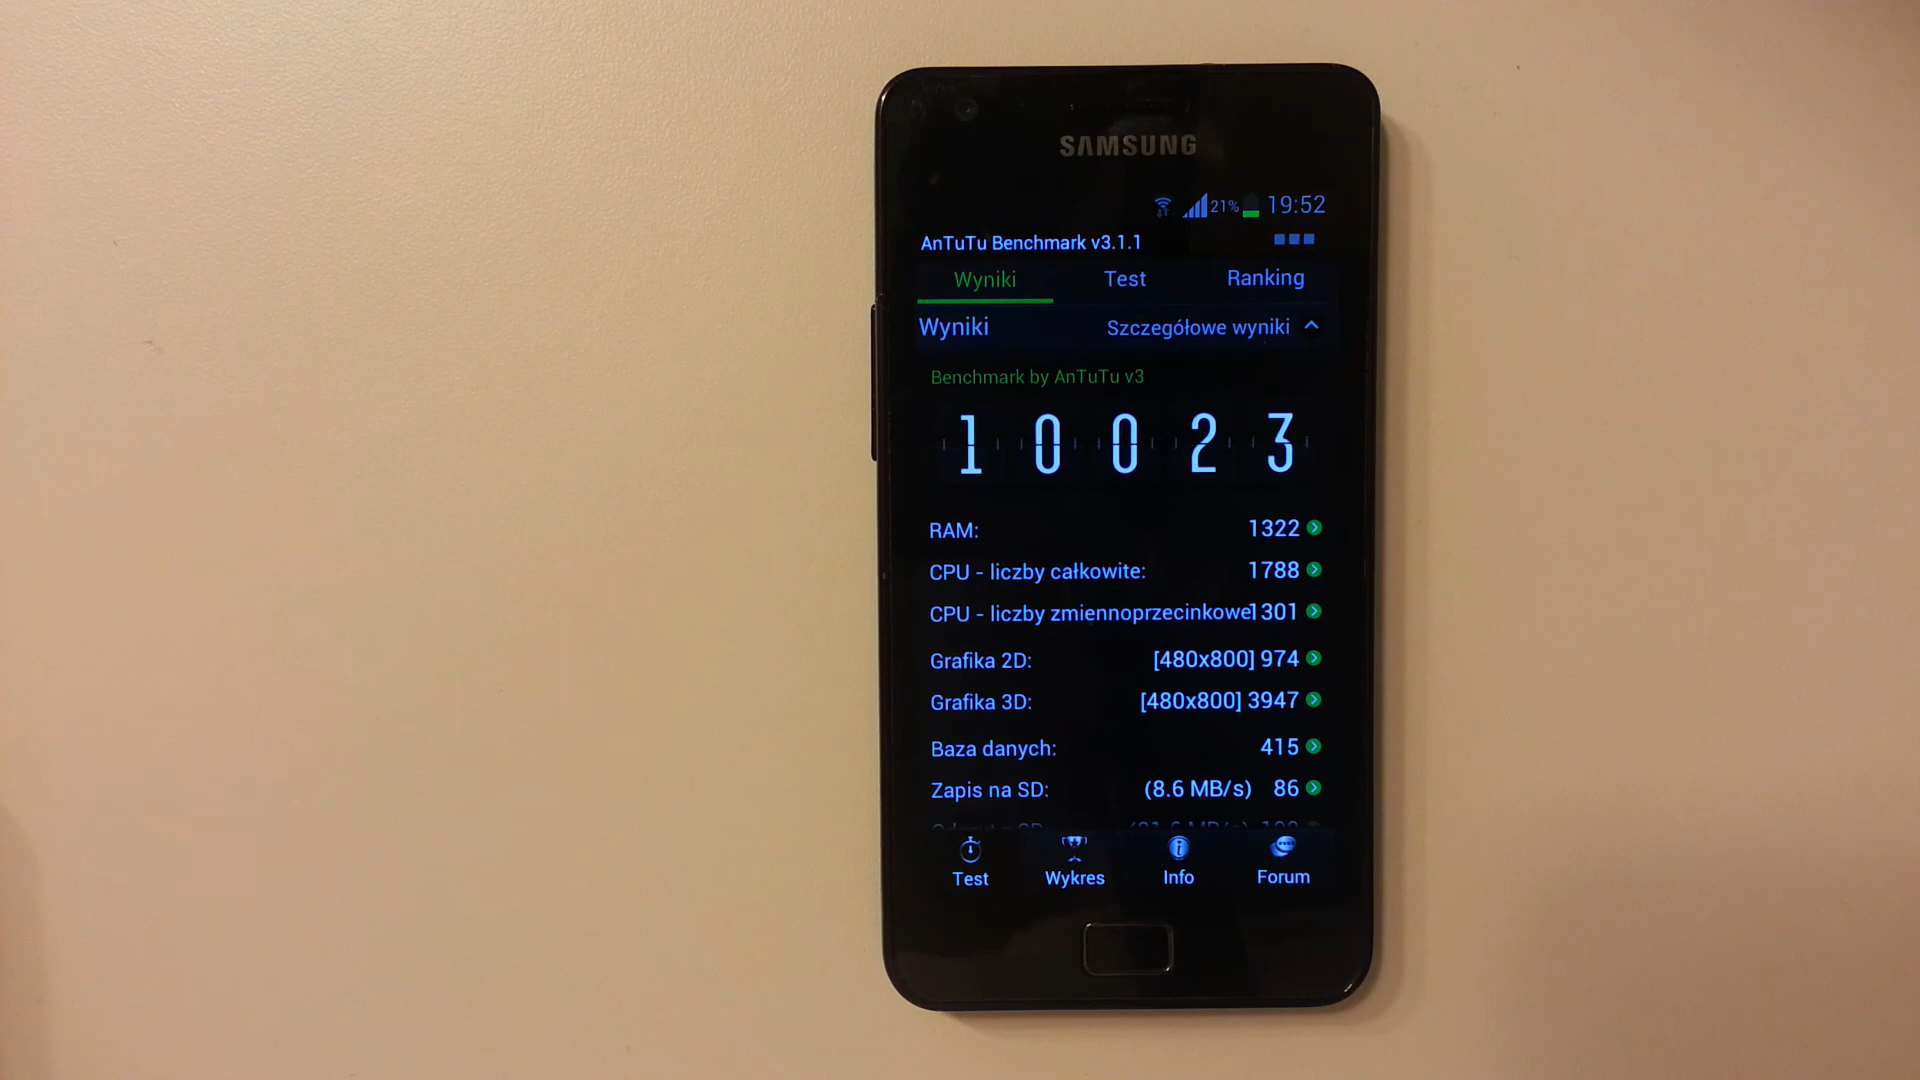 SAMSUNG
21% 19:52
AnTuTu Benchmark v3.1.1
Wyniki Test Ranking
Wyniki Szczegółowe wyniki
Benchmark by AnTuTu v3
10023
RAM: 1322
CPU - liczby całkowite: 1788
CPU - liczby zmiennoprzecinkowe 1301
Grafika 2D: [480x800] 974
Grafika 3D: [480x800] 3947
Baza danych: 415
Zapis na SD: (8.6 MB/s) 86
Test Wykres Info Forum